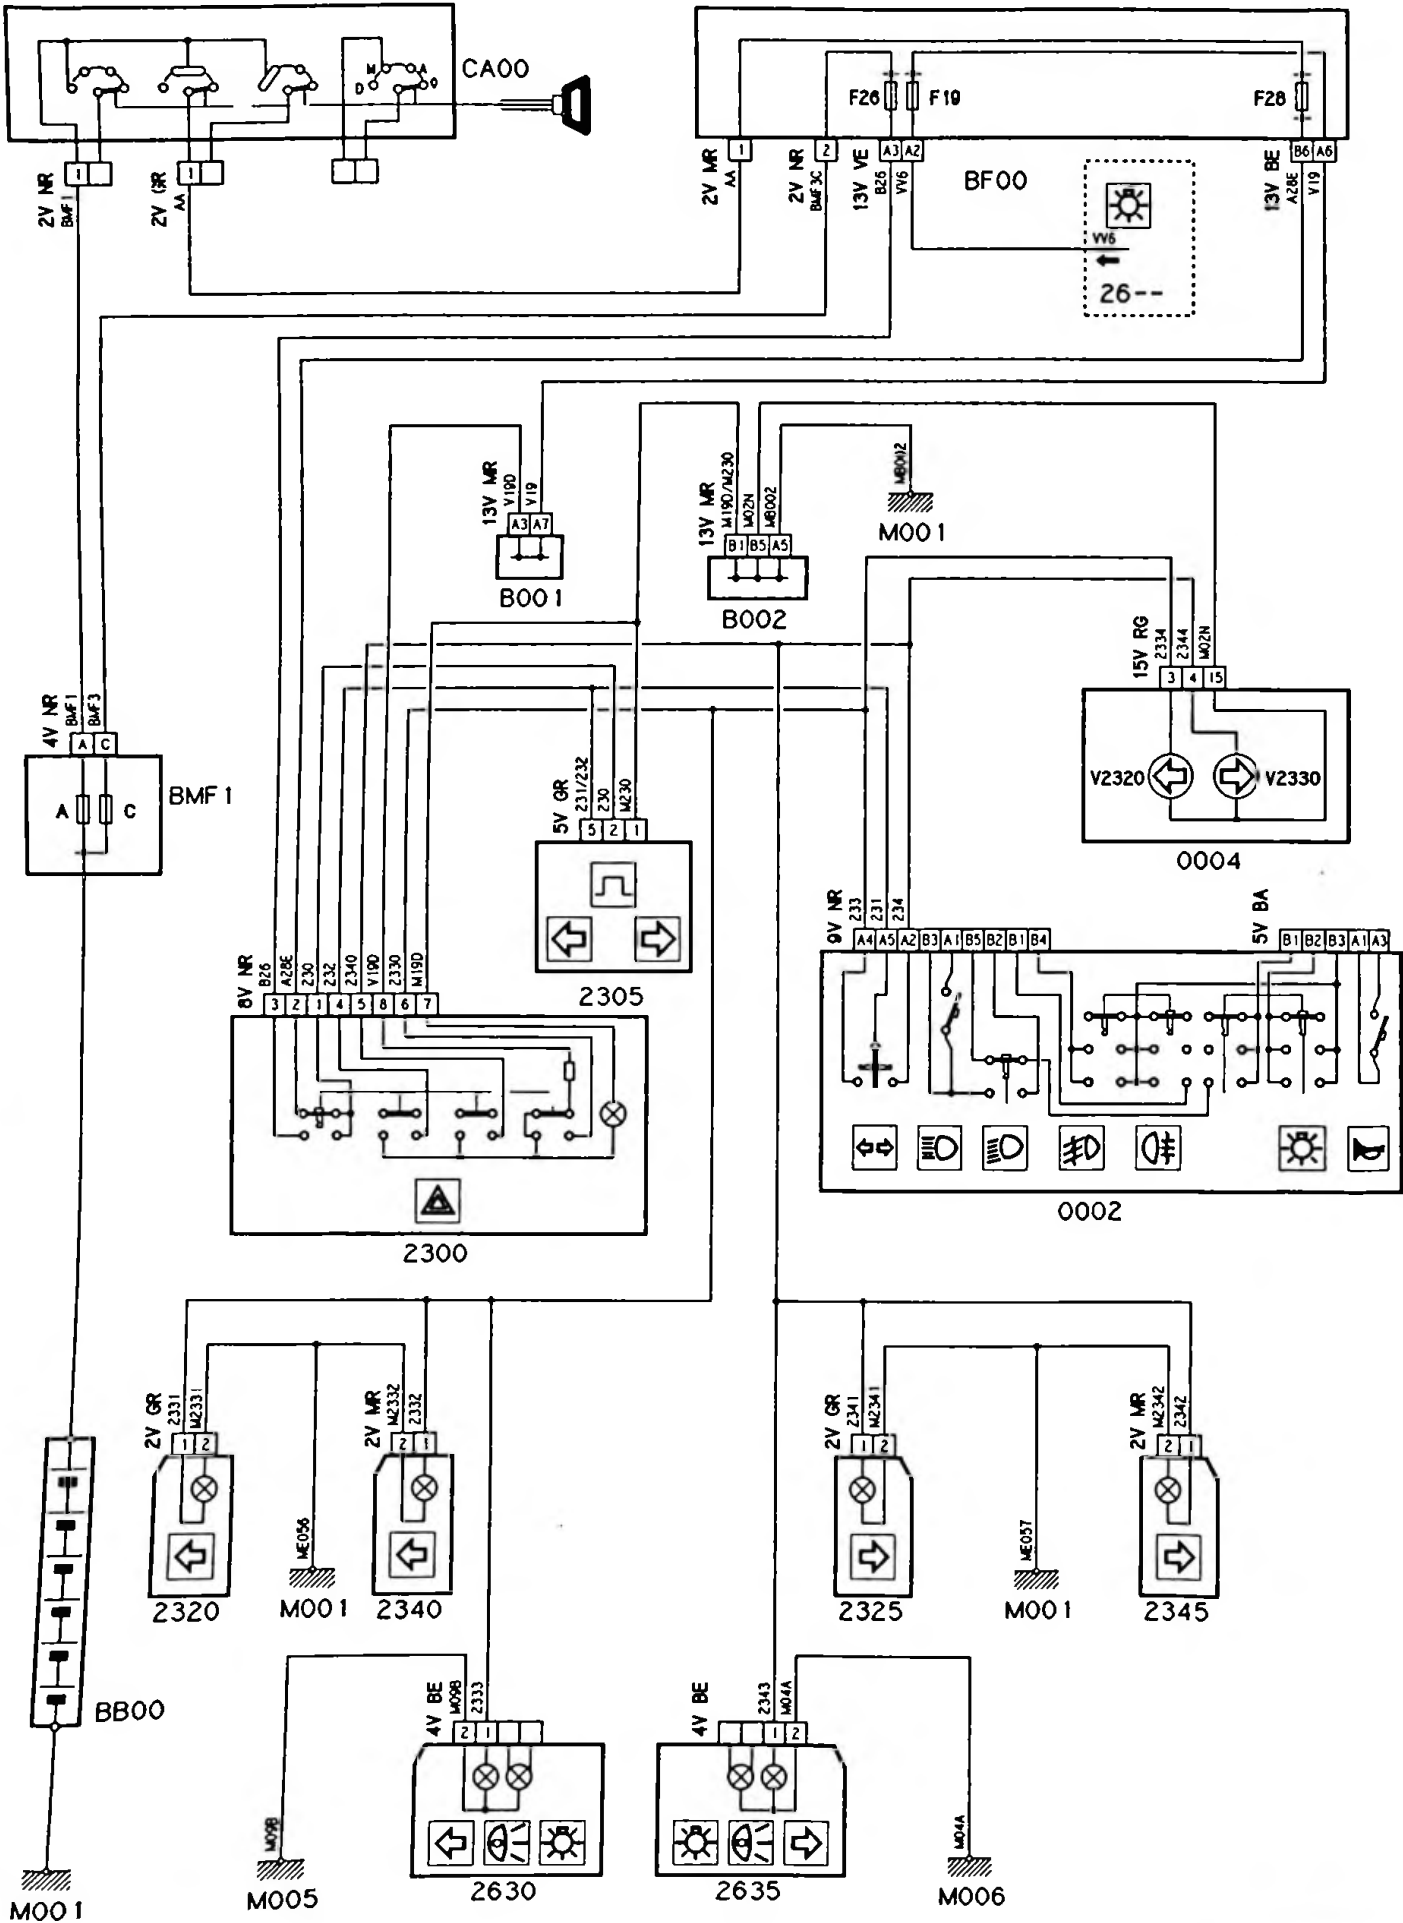 CA00
M
A
D
O
F26
F19
F28
1
1
2V NR
BMF1
2V GR
AA
1
2
A3
A2
B6
A6
2V MR
AA
2V NR
BMF3C
13V VE
B26
VV6
BF00
13V BE
A28E
V19
VV6
26--
13V MR
V19D
V19
A3
A7
B001
13V MR
M19D/M230
M02N
MB002
B1
B5
A5
B002
MB002
M001
15V RG
2334
2344
M02N
3
4
15
V2320
V2330
0004
4V NR
BMF1
BMF3
A
C
A
C
BMF1
5V GR
231/232
230
M230
5
2
1
2305
8V NR
B26
A28E
230
232
2340
V19D
2330
M19D
3
2
1
4
5
8
6
7
2300
9V NR
233
231
234
A4
A5
A2
B3
A1
B5
B2
B1
B4
5V BA
B1
B2
B3
A1
A3
0002
2V GR
2331
M2331
1
2
2320
ME056
M001
2V MR
M2332
2332
2
1
2340
2V GR
2341
M2341
1
2
2325
ME057
M001
2V MR
M2342
2342
2
1
2345
BB00
M001
M09B
M005
4V BE
M09B
2333
2
1
2630
4V BE
2343
M04A
1
2
2635
M04A
M006